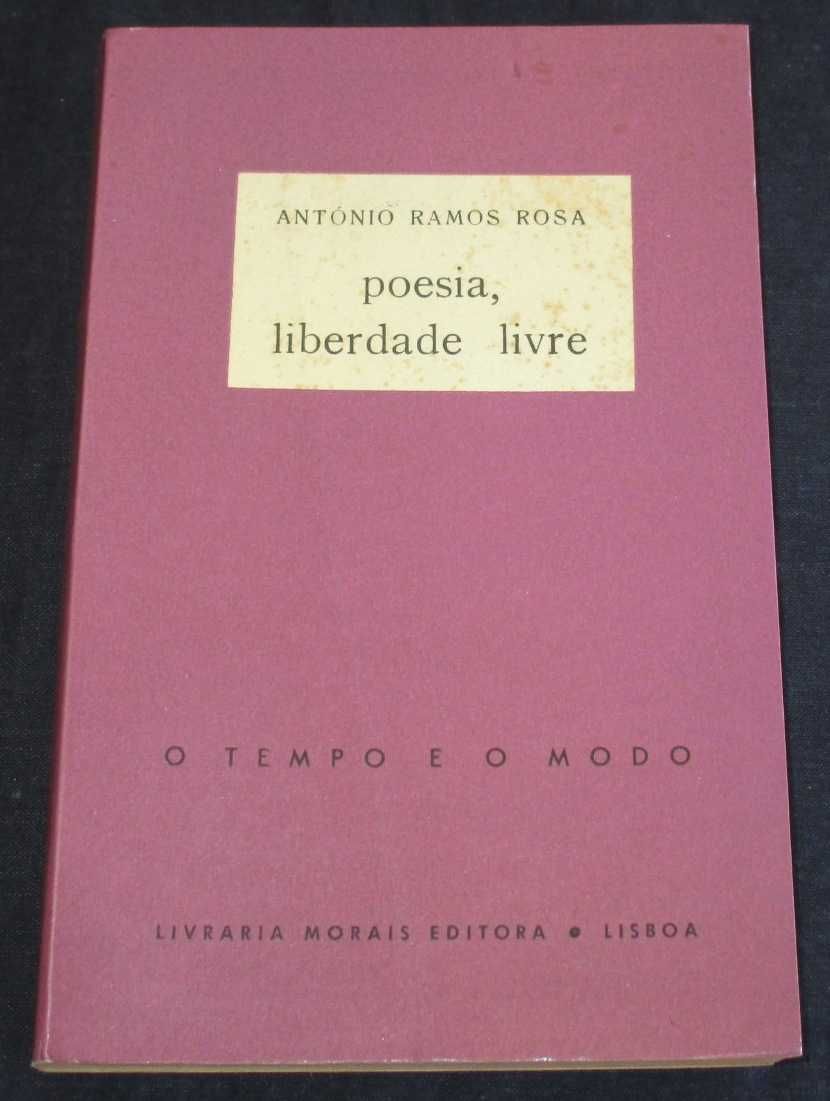 ANTÓNIO RAMOS ROSA
poesia,
liberdade livre
O TEMPO E O MODO
LIVRARIA MORAIS EDITORA • LISBOA